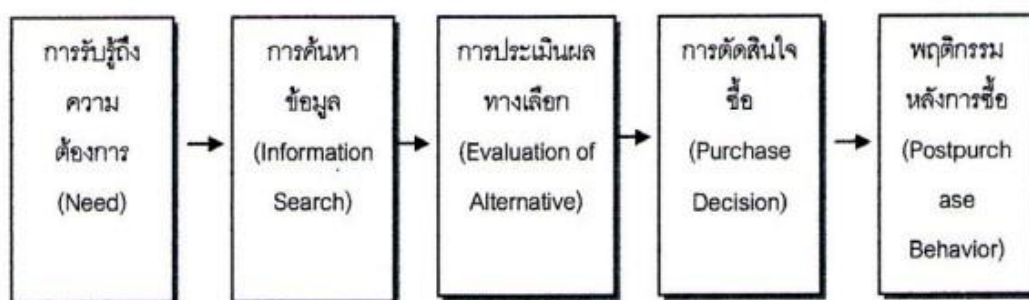 การรับรู้ถึง
ความ
ต้องการ
(Need)
การค้นหา
ข้อมูล
(Information
Search)
การประเมินผล
ทางเลือก
(Evaluation of
Alternative)
การตัดสินใจ
ซื้อ
(Purchase
Decision)
พฤติกรรม
หลังการซื้อ
(Postpurch
ase
Behavior)